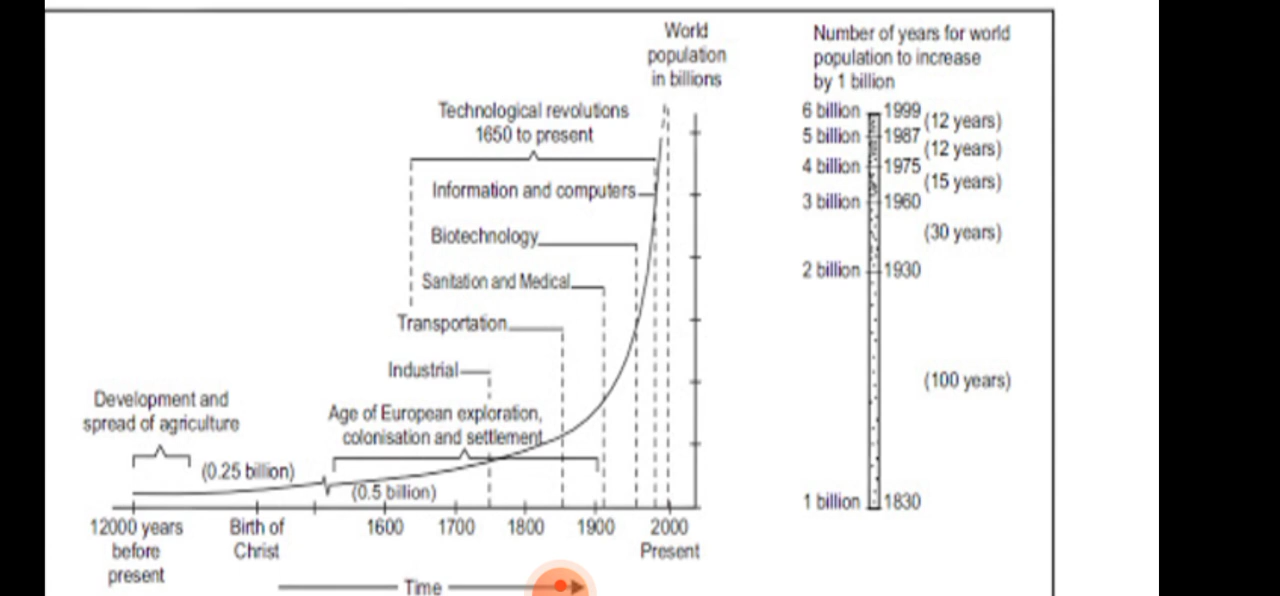 World
population
in billions
Technological revolutions
1650 to present
Information and computers
Biotechnology
Sanitation and Medical
Transportation
Industrial
Development and
spread of agriculture
Age of European exploration,
colonisation and settlement
(0.25 billion)
(0.5 billion)
12000 years
before
present
Birth of
Christ
1600
1700
1800
1900
2000
Present
Time
Number of years for world
population to increase
by 1 billion
6 billion 1999
(12 years)
5 billion 1987
(12 years)
4 billion 1975
(15 years)
3 billion 1960
(30 years)
2 billion 1930
(100 years)
1 billion 1830